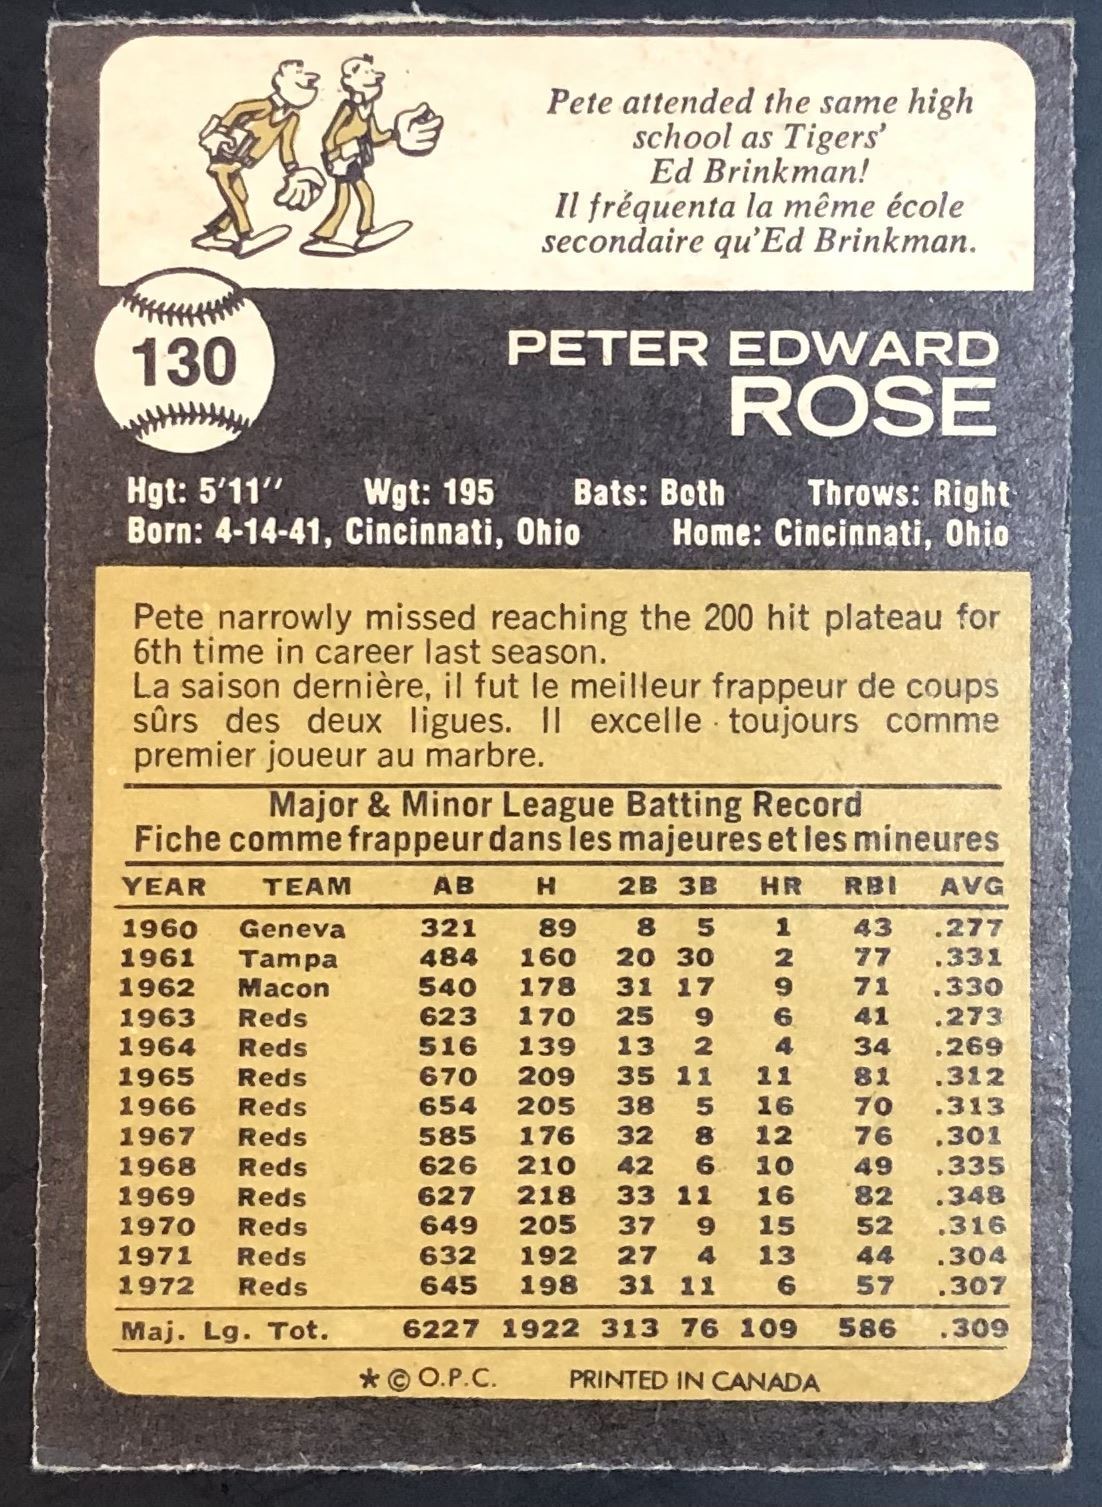 Pete attended the same high
school as Tigers'
Ed Brinkman!
Il fréquenta la même école
secondaire qu'Ed Brinkman.
130
PETER EDWARD
ROSE
Hgt: 5'11" Wgt: 195 Bats: Both Throws: Right
Born: 4-14-41, Cincinnati, Ohio Home: Cincinnati, Ohio
Pete narrowly missed reaching the 200 hit plateau for
6th time in career last season.
La saison dernière, il fut le meilleur frappeur de coups
sûrs des deux ligues. Il excelle toujours comme
premier joueur au marbre.
Major & Minor League Batting Record
Fiche comme frappeur dans les majeures et les mineures
YEAR TEAM AB H 2B 3B HR RBI AVG
1960 Geneva 321 89 8 5 1 43 .277
1961 Tampa 484 160 20 30 2 77 .331
1962 Macon 540 178 31 17 9 71 .330
1963 Reds 623 170 25 9 6 41 .273
1964 Reds 516 139 13 2 4 34 .269
1965 Reds 670 209 35 11 11 81 .312
1966 Reds 654 205 38 5 16 70 .313
1967 Reds 585 176 32 8 12 76 .301
1968 Reds 626 210 42 6 10 49 .335
1969 Reds 627 218 33 11 16 82 .348
1970 Reds 649 205 37 9 15 52 .316
1971 Reds 632 192 27 4 13 44 .304
1972 Reds 645 198 31 11 6 57 .307
Maj. Lg. Tot. 6227 1922 313 76 109 586 .309
* © O.P.C. PRINTED IN CANADA